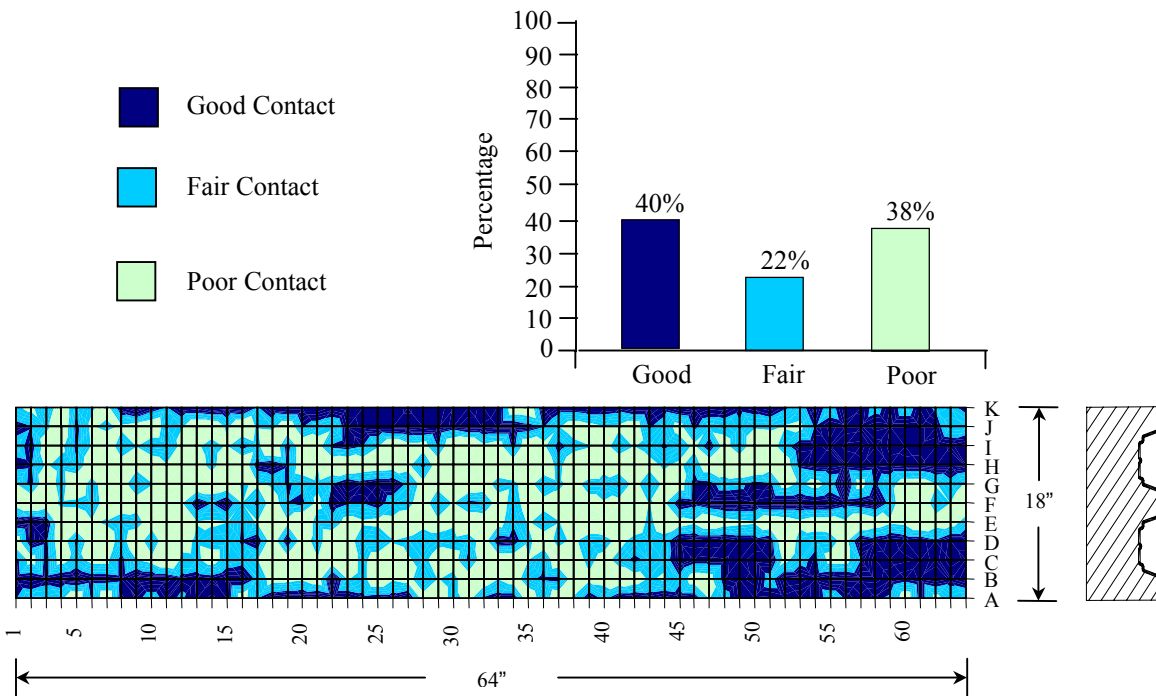 Good Contact
Fair Contact
Poor Contact
Percentage
100
90
80
70
60
50
40
30
20
10
0
40%
22%
38%
Good Fair Poor
K
J
I
H
G
F
E
D
C
B
A
18”
1 5 10 15 20 25 30 35 40 45 50 55 60
64”